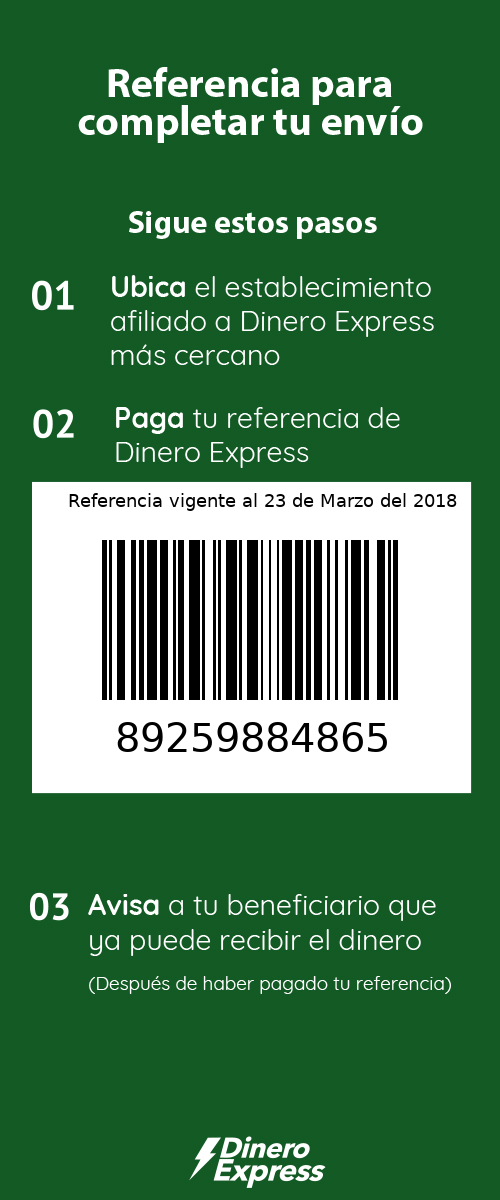 Referencia para
completar tu envío
Sigue estos pasos
01 Ubica el establecimiento
afiliado a Dinero Express
más cercano
02 Paga tu referencia de
Dinero Express
Referencia vigente al 23 de Marzo del 2018
89259884865
03 Avisa a tu beneficiario que
ya puede recibir el dinero
(Después de haber pagado tu referencia)
Dinero
Express